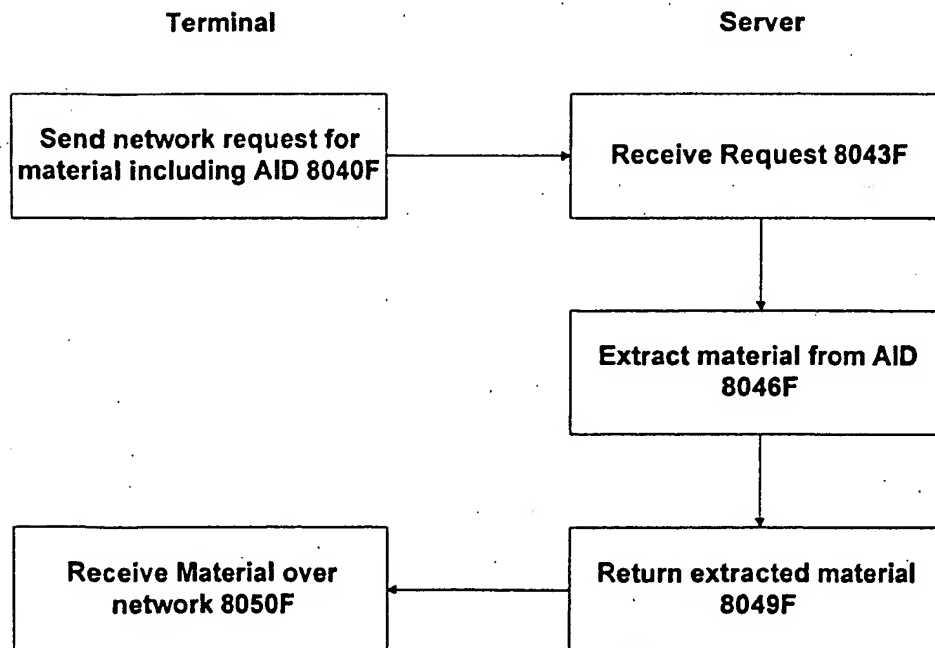 Terminal
Server
Send network request for
material including AID 8040F
Receive Request 8043F
Extract material from AID
8046F
Receive Material over
network 8050F
Return extracted material
8049F